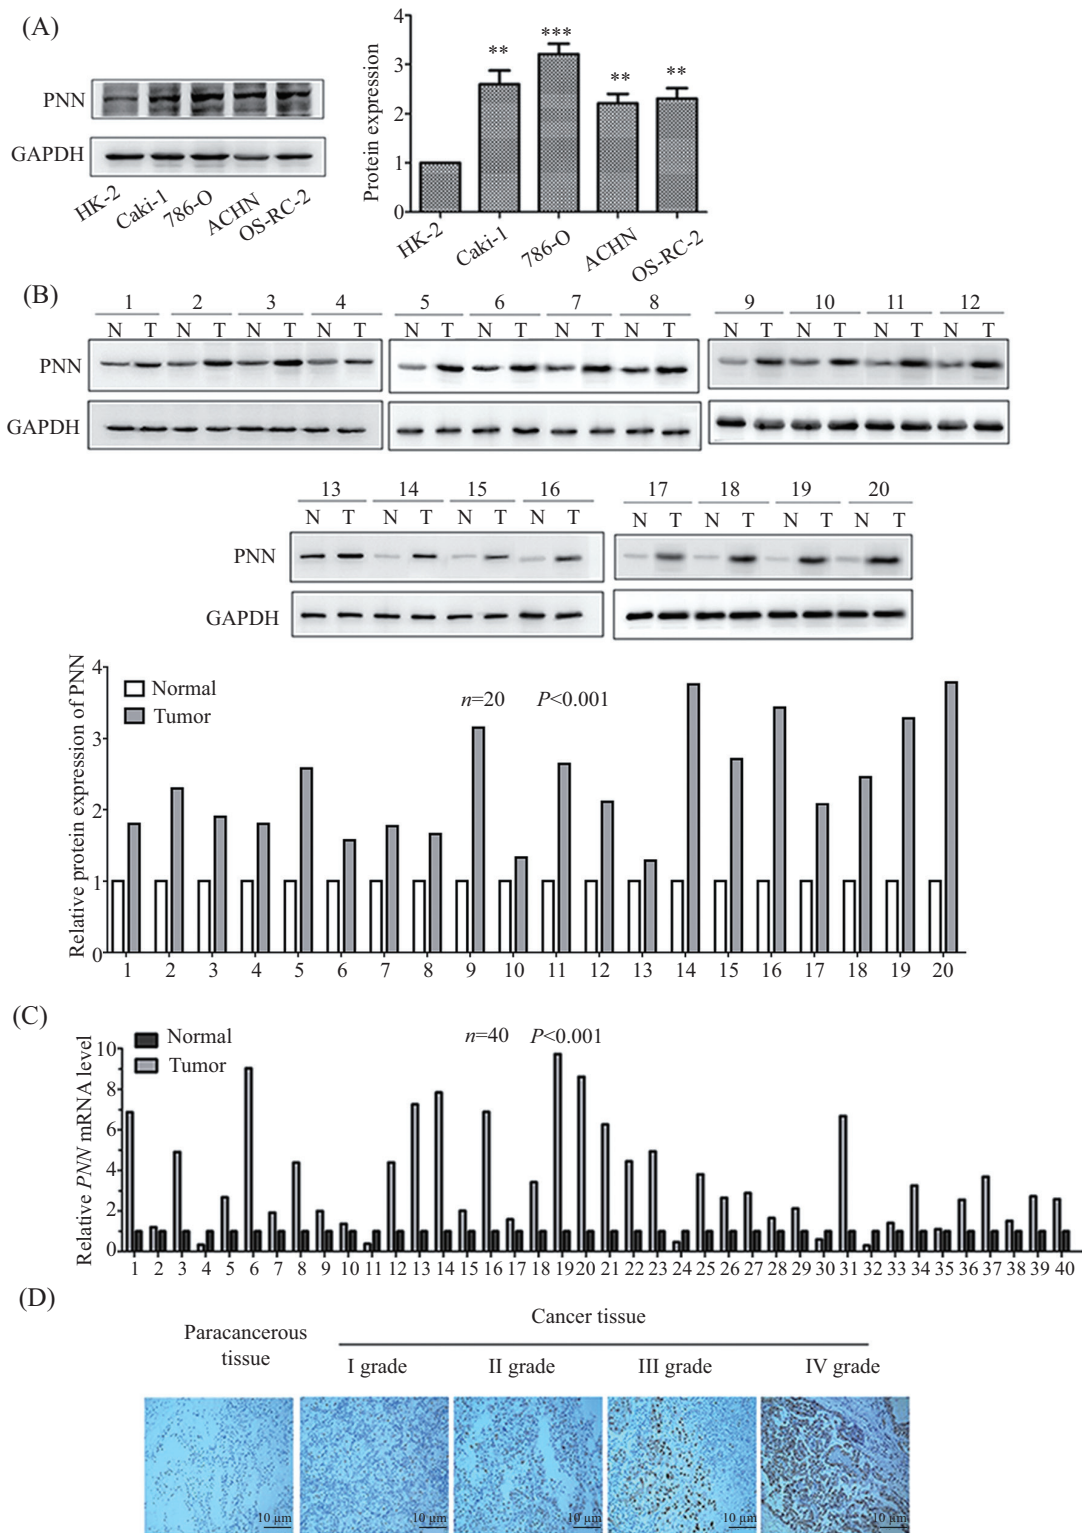 (A)
PNN
GAPDH
HK-2 Caki-1 786-O ACHN OS-RC-2
Protein expression
4
3
2
1
0
** *** ** **
HK-2 Caki-1 786-O ACHN OS-RC-2
(B)
1 2 3 4 5 6 7 8 9 10 11 12
N T N T N T N T N T N T N T N T N T N T N T N T
PNN
GAPDH
13 14 15 16 17 18 19 20
N T N T N T N T N T N T N T N T
PNN
GAPDH
Relative protein expression of PNN
4
3
2
1
0
Normal
Tumor
n=20 P<0.001
1 2 3 4 5 6 7 8 9 10 11 12 13 14 15 16 17 18 19 20
(C)
Relative PNN mRNA level
10
8
6
4
2
0
Normal
Tumor
n=40 P<0.001
1 2 3 4 5 6 7 8 9 10 11 12 13 14 15 16 17 18 19 20 21 22 23 24 25 26 27 28 29 30 31 32 33 34 35 36 37 38 39 40
(D)
Paracancerous
tissue
Cancer tissue
I grade II grade III grade IV grade
10 μm 10 μm 10 μm 10 μm 10 μm